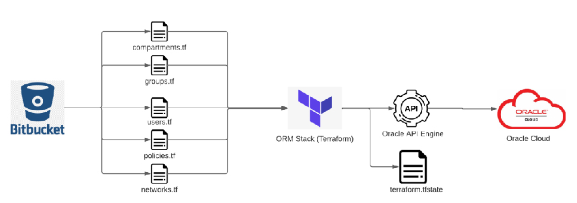 compartments.tf
groups.tf
Bitbucket
users.tf
policies.tf
networks.tf
ORM Stack (Terraform)
API
Oracle API Engine
terraform.tfstate
ORACLE
CLOUD
Oracle Cloud